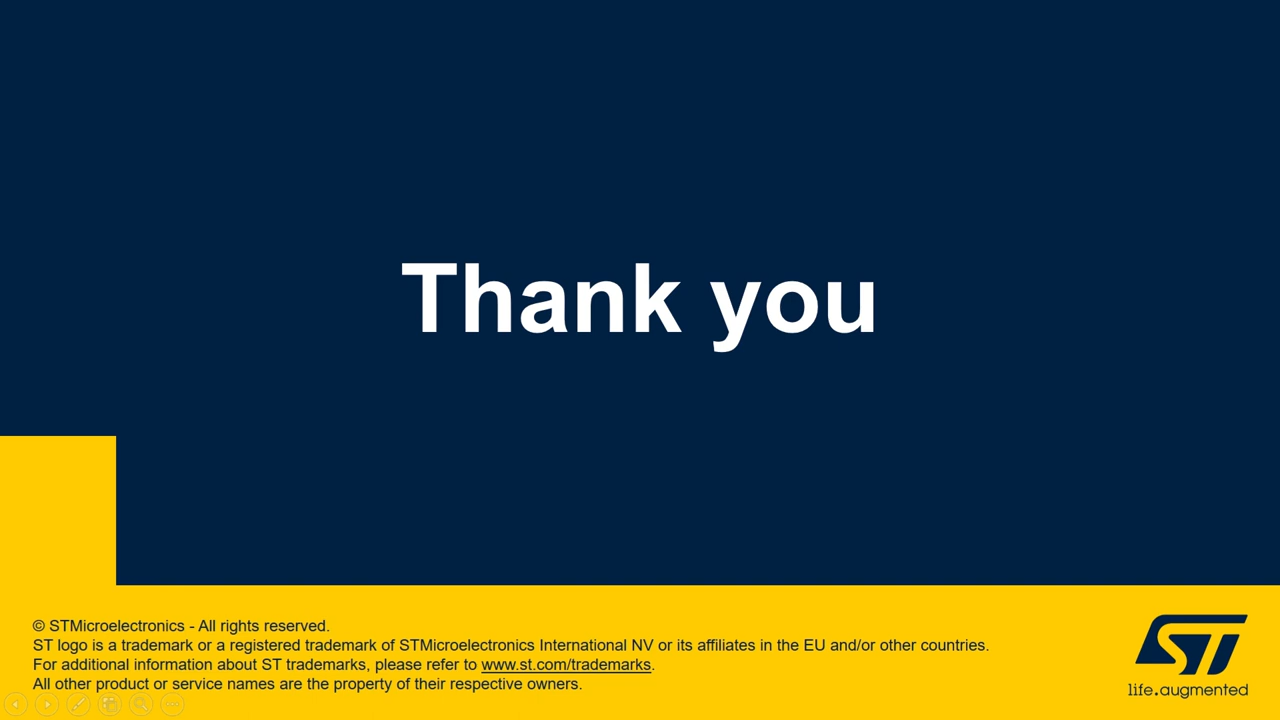 Thank you
© STMicroelectronics - All rights reserved.
ST logo is a trademark or a registered trademark of STMicroelectronics International NV or its affiliates in the EU and/or other countries.
For additional information about ST trademarks, please refer to www.st.com/trademarks.
All other product or service names are the property of their respective owners.
ST
life.augmented